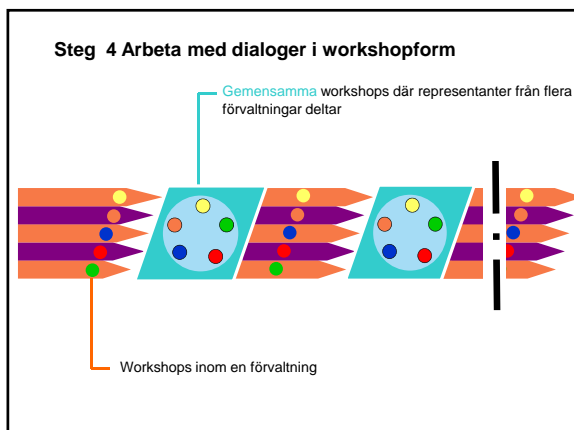 Steg 4 Arbeta med dialoger i workshopform
Gemensamma workshops där representanter från flera
förvaltningar deltar
Workshops inom en förvaltning